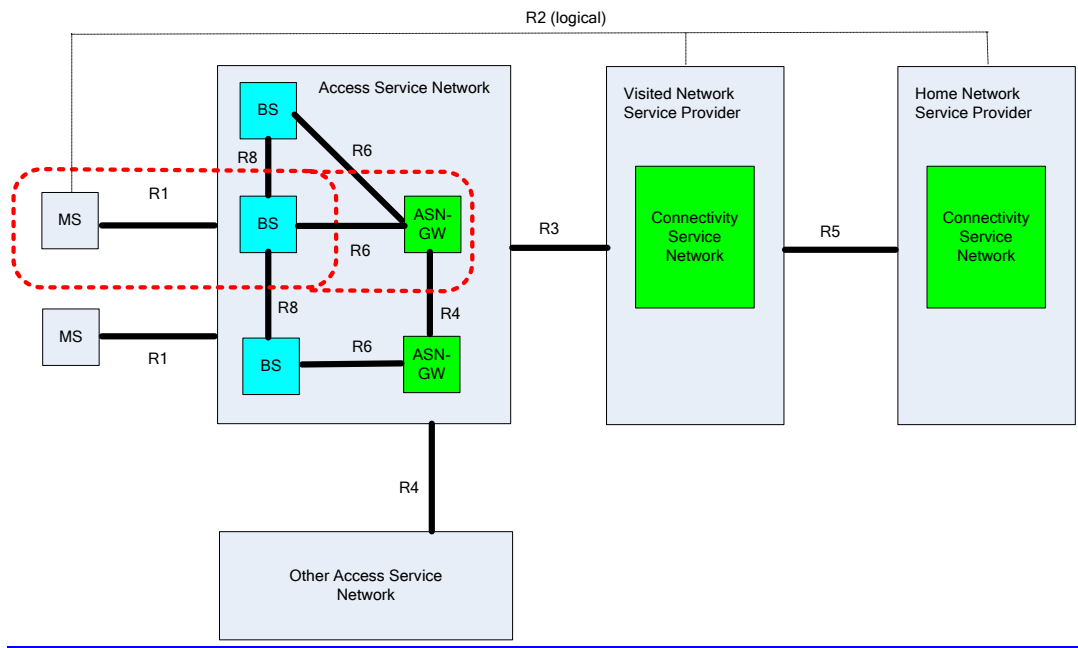 R2 (logical)
Access Service Network
Visited Network
Service Provider
Home Network
Service Provider
BS
R6
R8
R1
MS
BS
ASN-
GW
R6
Connectivity
Service
Network
Connectivity
Service
Network
R3
R5
R8
R4
MS
R1
BS
R6
ASN-
GW
R4
Other Access Service
Network